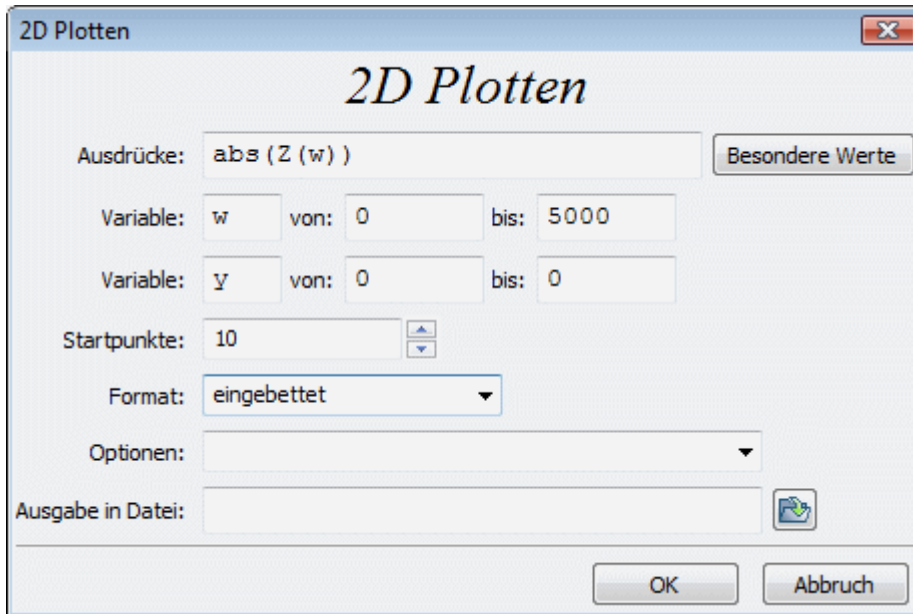 2D Plotten
2D Plotten
Ausdrücke: abs(Z(w)) Besondere Werte
Variable: w von: 0 bis: 5000
Variable: y von: 0 bis: 0
Startpunkte: 10
Format: eingebettet
Optionen:
Ausgabe in Datei:
OK Abbruch